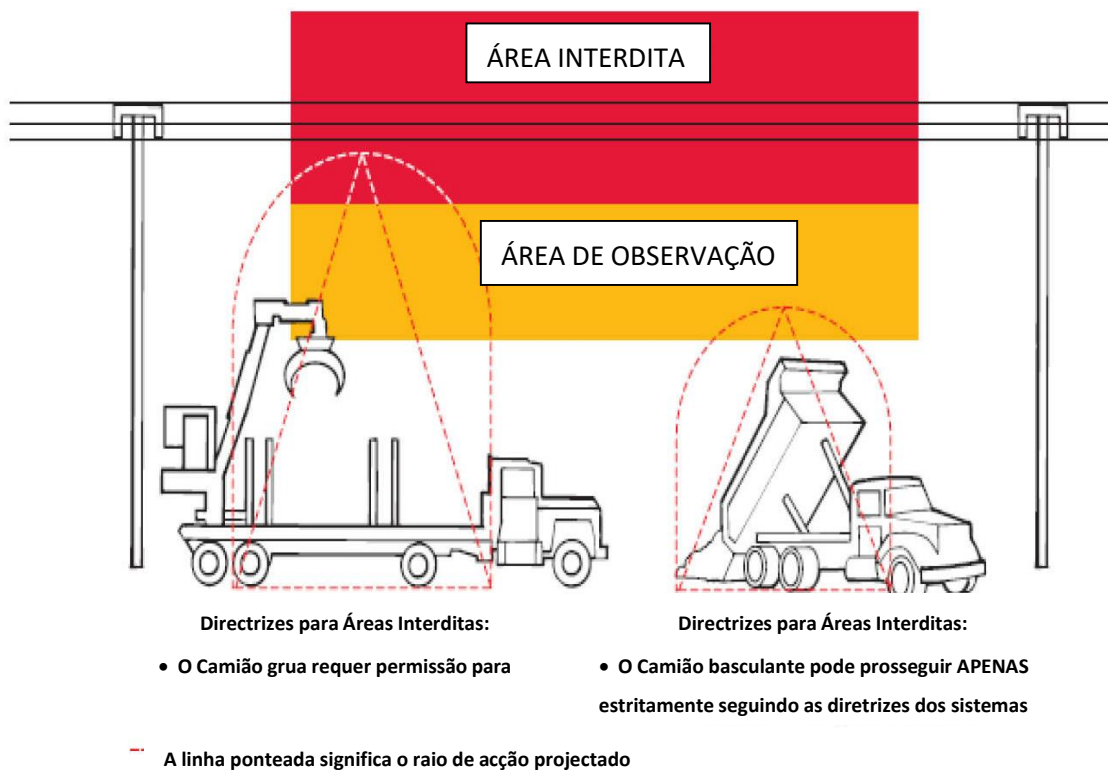 ÁREA INTERDITA
ÁREA DE OBSERVAÇÃO
Directrizes para Áreas Interditas:
• O Camião grua requer permissão para
Directrizes para Áreas Interditas:
• O Camião basculante pode prosseguir APENAS
estritamente seguindo as diretrizes dos sistemas
A linha ponteada significa o raio de acção projectado